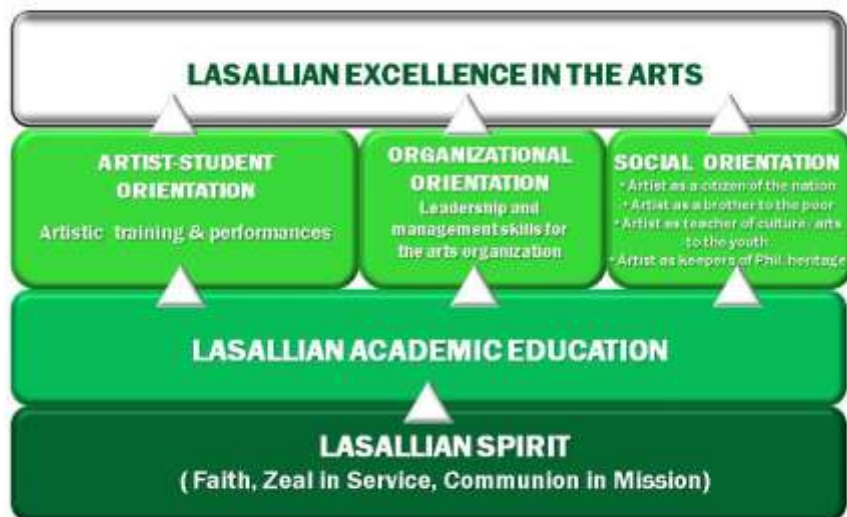 LASALLIAN EXCELLENCE IN THE ARTS
ARTIST-STUDENT
ORIENTATION
Artistic training & performances
ORGANIZATIONAL
ORIENTATION
Leadership and
management skills for
the arts organization
SOCIAL ORIENTATION
• Artist as a citizen of the nation
• Artist as a brother to the poor
• Artist as teacher of culture-arts
to the youth
• Artist as keepers of Phil. heritage
LASALLIAN ACADEMIC EDUCATION
LASALLIAN SPIRIT
( Faith, Zeal in Service, Communion in Mission)